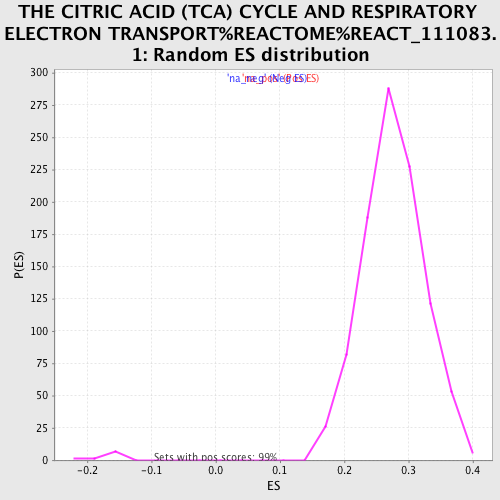 THE CITRIC ACID (TCA) CYCLE AND RESPIRATORY
ELECTRON TRANSPORT%REACTOME%REACT_111083.
1: Random ES distribution
300
275
250
225
200
175
150
125
100
75
50
25
0
P(ES)
Sets with pos scores: 99%
-0.2 -0.1 0.0 0.1 0.2 0.3 0.4
ES